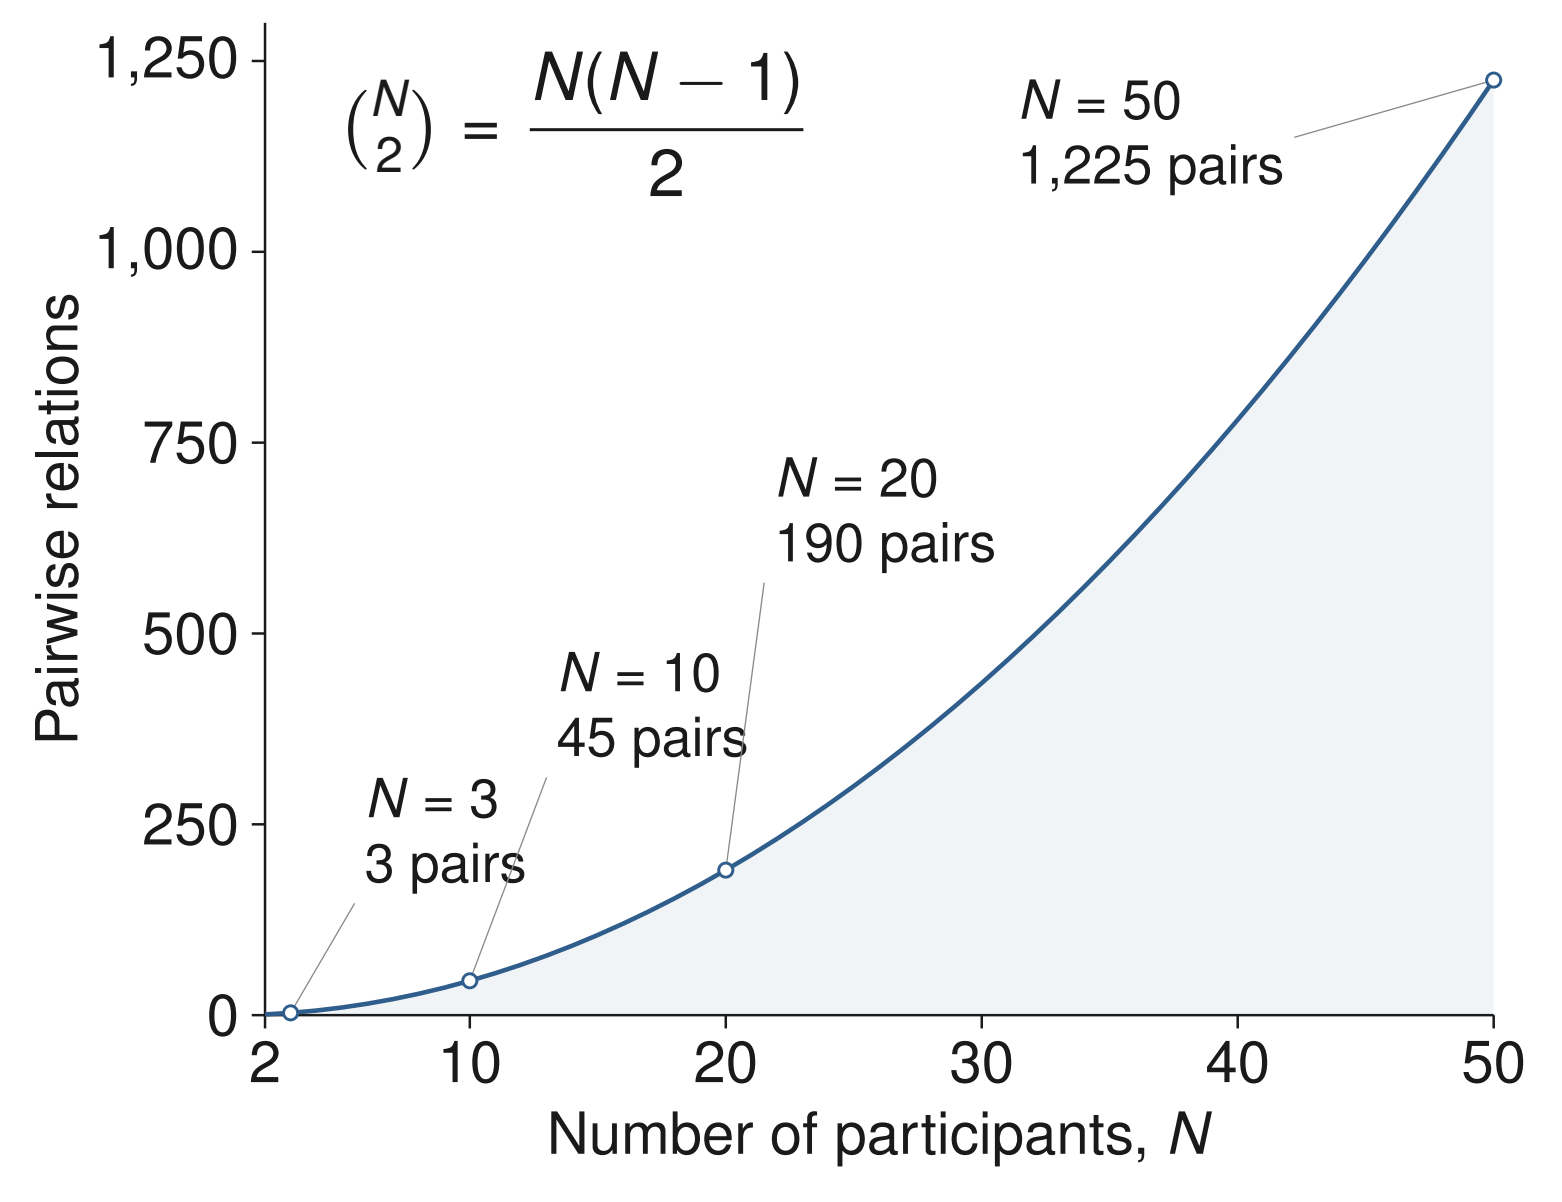 1,250
1,000
750
500
250
0
Pairwise relations
(N 2) = N(N − 1) / 2
N = 50
1,225 pairs
N = 20
190 pairs
N = 10
45 pairs
N = 3
3 pairs
2 10 20 30 40 50
Number of participants, N